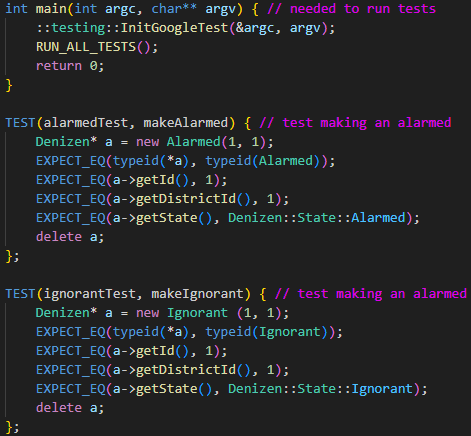 int main(int argc, char** argv) { // needed to run tests
    ::testing::InitGoogleTest(&argc, argv);
    RUN_ALL_TESTS();
    return 0;
}

TEST(alarmedTest, makeAlarmed) { // test making an alarmed
    Denizen* a = new Alarmed(1, 1);
    EXPECT_EQ(typeid(*a), typeid(Alarmed));
    EXPECT_EQ(a->getId(), 1);
    EXPECT_EQ(a->getDistrictId(), 1);
    EXPECT_EQ(a->getState(), Denizen::State::Alarmed);
    delete a;
};

TEST(ignorantTest, makeIgnorant) { // test making an alarmed
    Denizen* a = new Ignorant (1, 1);
    EXPECT_EQ(typeid(*a), typeid(Ignorant));
    EXPECT_EQ(a->getId(), 1);
    EXPECT_EQ(a->getDistrictId(), 1);
    EXPECT_EQ(a->getState(), Denizen::State::Ignorant);
    delete a;
};